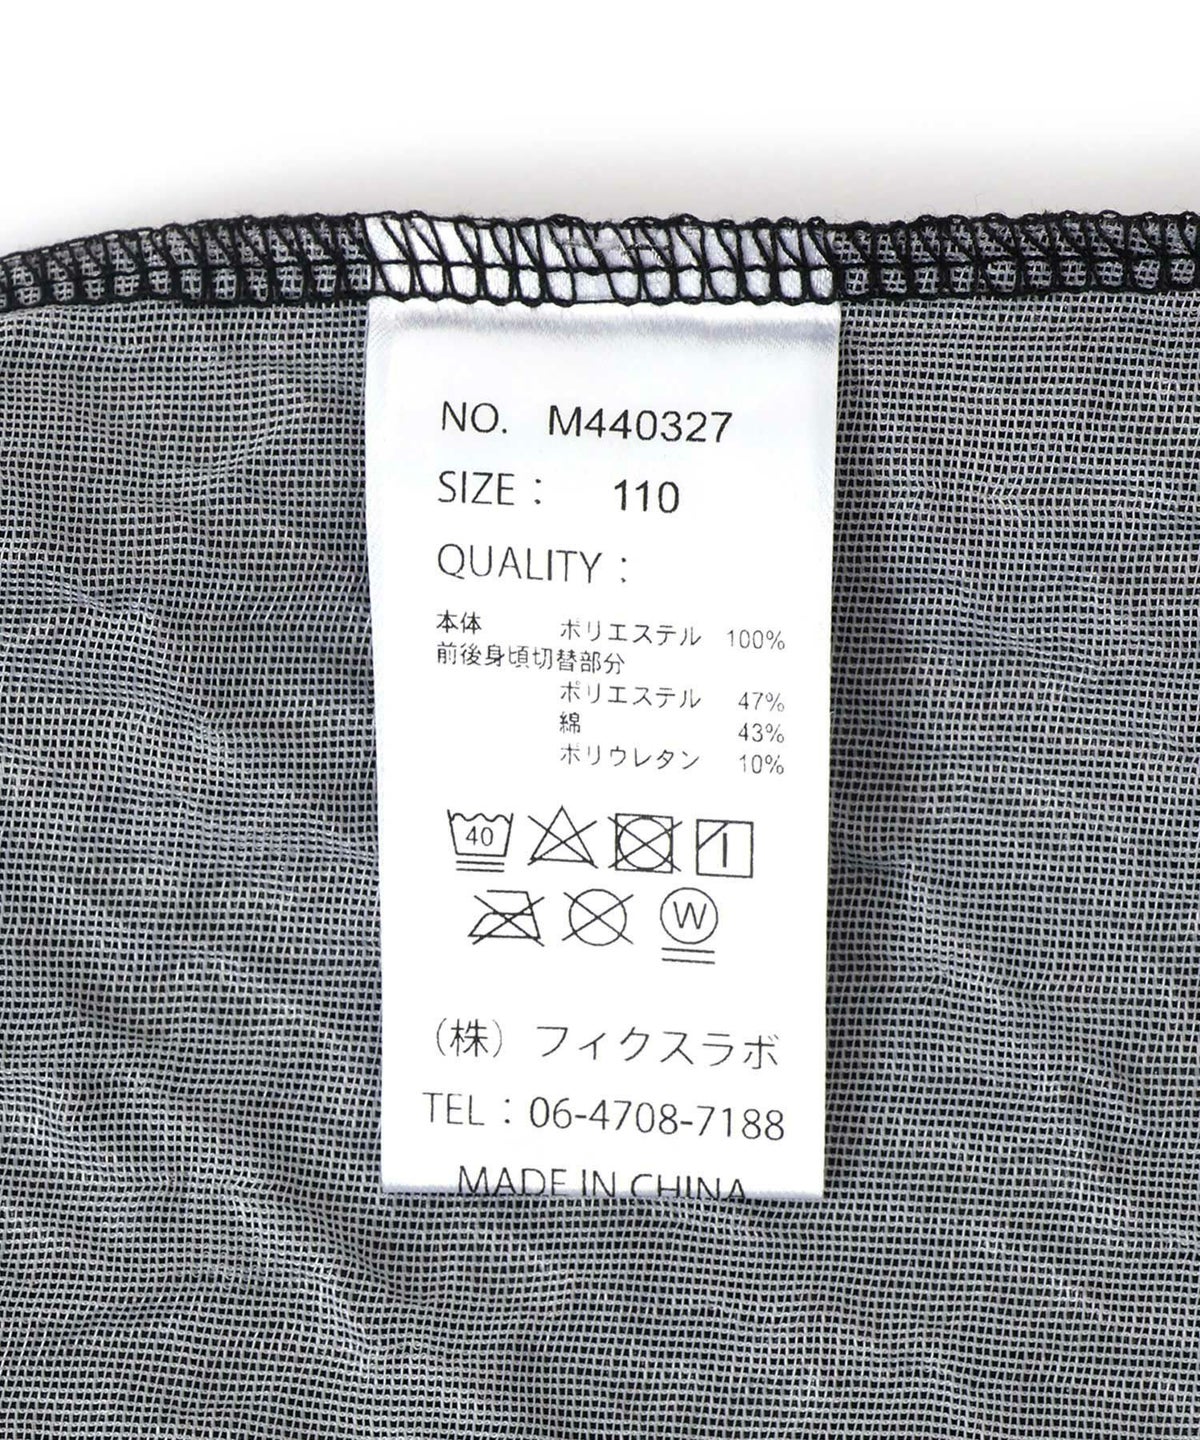 NO. M440327
SIZE： 110
QUALITY：
本体 ポリエステル 100%
前後身頃切替部分
ポリエステル 47%
綿 43%
ポリウレタン 10%
40
W
(株) フィクスラボ
TEL：06-4708-7188
MADE IN CHINA